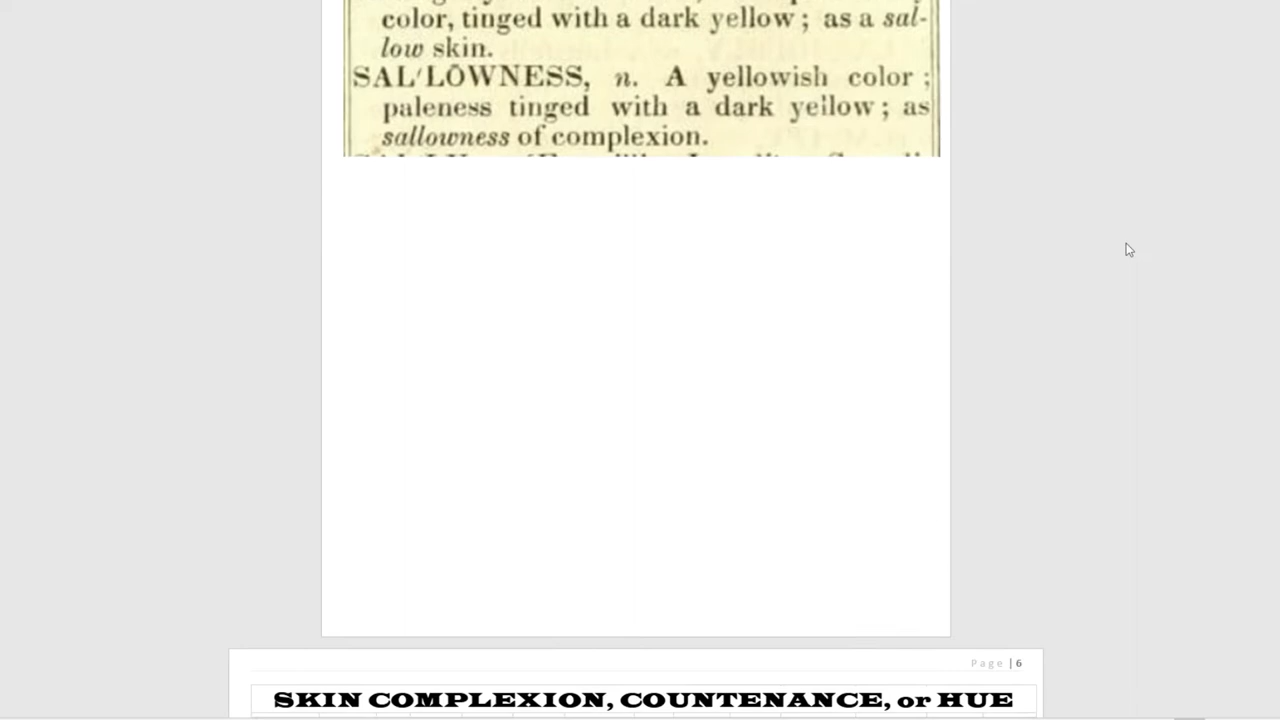 color, tinged with a dark yellow ; as a sal-
low skin.
SAL'LŌWNESS, n. A yellowish color ;
paleness tinged with a dark yellow ; as
sallowness of complexion.
Page | 6
SKIN COMPLEXION, COUNTENANCE, or HUE